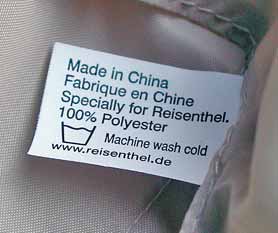 Made in China
Fabrique en Chine
Specially for Reisenthel.
100% Polyester
Machine wash cold
www.reisenthel.de